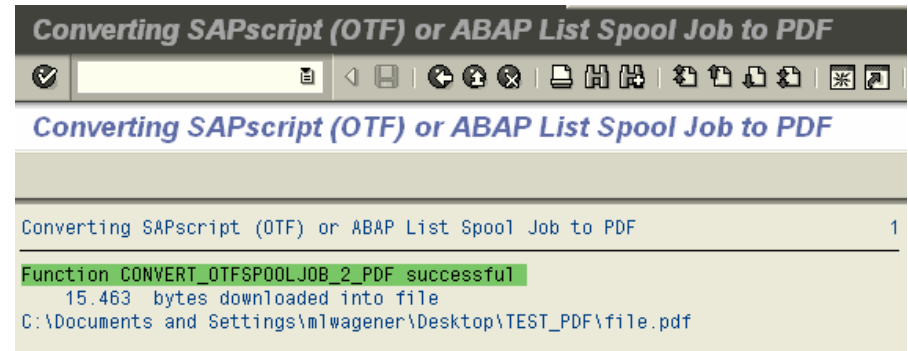 Converting SAPscript (OTF) or ABAP List Spool Job to PDF
Converting SAPscript (OTF) or ABAP List Spool Job to PDF
Converting SAPscript (OTF) or ABAP List Spool Job to PDF 1
Function CONVERT_OTFSPOOLJOB_2_PDF successful
15.463 bytes downloaded into file
C:\Documents and Settings\mlwagener\Desktop\TEST_PDF\file.pdf